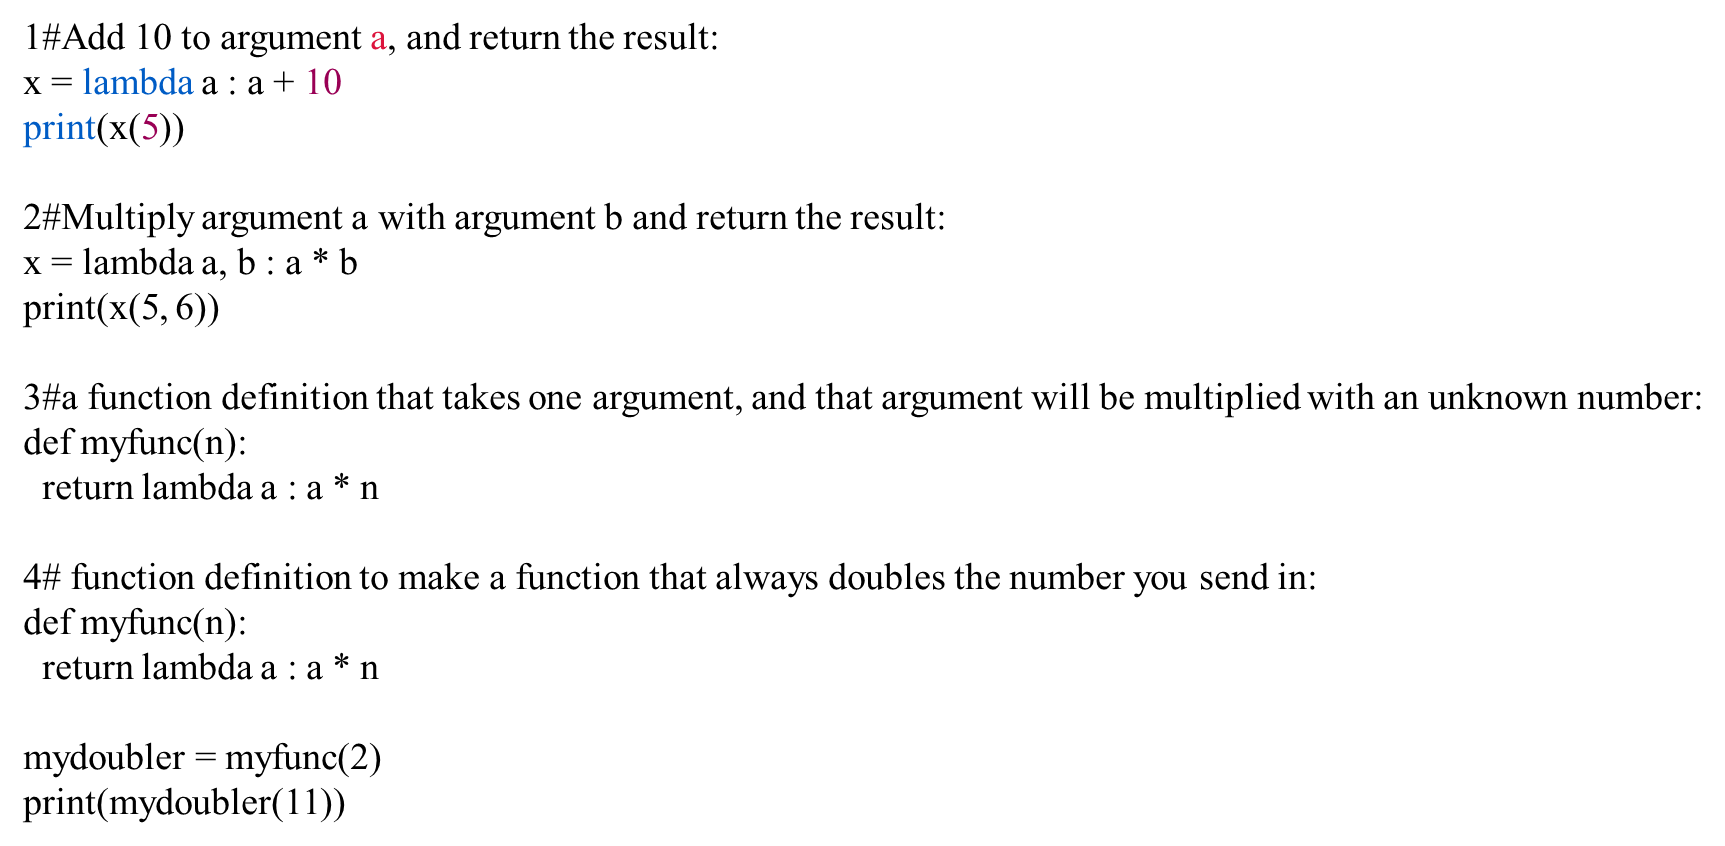 1#Add 10 to argument a, and return the result:
x = lambda a : a + 10
print(x(5))
2#Multiply argument a with argument b and return the result:
x = lambda a, b : a * b
print(x(5, 6))
3#a function definition that takes one argument, and that argument will be multiplied with an unknown number:
def myfunc(n):
  return lambda a : a * n
4# function definition to make a function that always doubles the number you send in:
def myfunc(n):
  return lambda a : a * n
mydoubler = myfunc(2)
print(mydoubler(11))